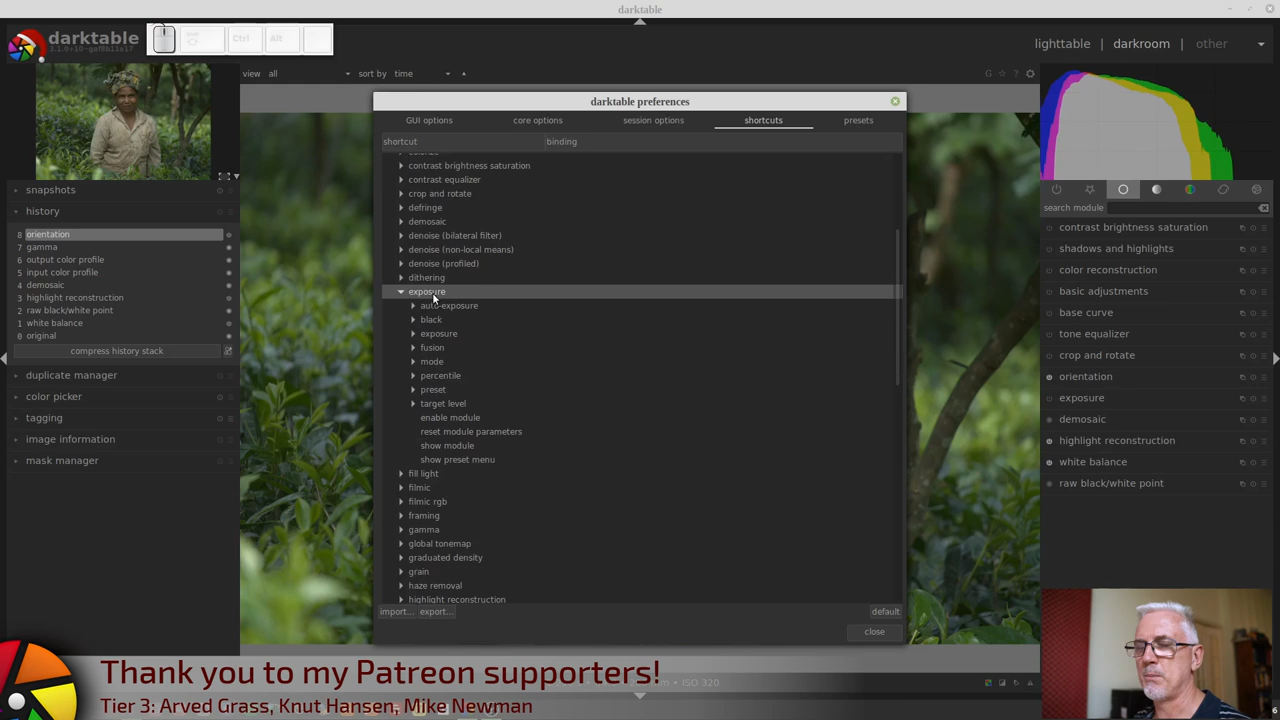 darktable
darktable
Ctrl
Alt
lighttable | darkroom | other
view all sort by time
snapshots
history
8 orientation
7 gamma
6 output color profile
5 input color profile
4 demosaic
3 highlight reconstruction
2 raw black/white point
1 white balance
0 original
compress history stack
duplicate manager
color picker
tagging
image information
mask manager
darktable preferences
GUI options core options session options shortcuts presets
shortcut binding
contrast brightness saturation
contrast equalizer
crop and rotate
defringe
demosaic
denoise (bilateral filter)
denoise (non-local means)
denoise (profiled)
dithering
exposure
auto-exposure
black
exposure
fusion
mode
percentile
preset
target level
enable module
reset module parameters
show module
show preset menu
fill light
filmic
filmic rgb
framing
gamma
global tonemap
graduated density
grain
haze removal
highlight reconstruction
import... export... default
close
search module
contrast brightness saturation
shadows and highlights
color reconstruction
basic adjustments
base curve
tone equalizer
crop and rotate
orientation
exposure
demosaic
highlight reconstruction
white balance
raw black/white point
• ISO 320
Thank you to my Patreon supporters!
Tier 3: Arved Grass, Knut Hansen, Mike Newman